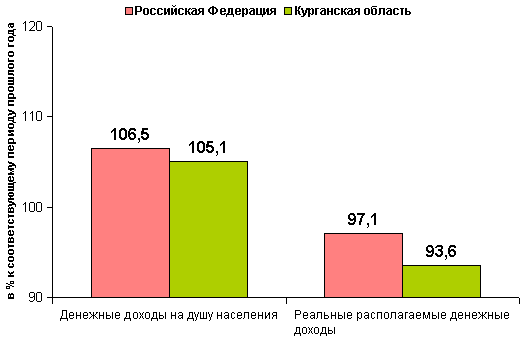 Российская Федерация Курганская область
в % к соответствующему периоду прошлого года
120
110
100
90
106,5
105,1
97,1
93,6
Денежные доходы на душу населения
Реальные располагаемые денежные
доходы